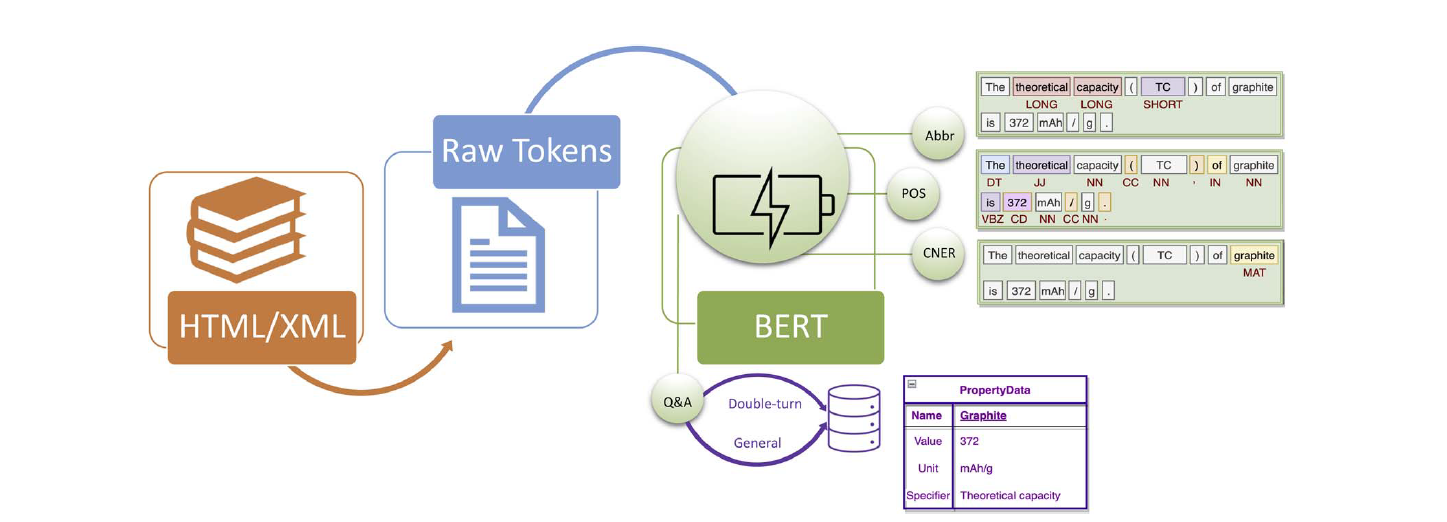 HTML/XML
Raw Tokens
BERT
Abbr
POS
CNER
Q&A
Double-turn
General
The theoretical capacity ( TC ) of graphite
LONG LONG SHORT
is 372 mAh / g .
The theoretical capacity ( TC ) of graphite
DT JJ NN CC NN , IN NN
is 372 mAh / g .
VBZ CD NN CC NN .
The theoretical capacity ( TC ) of graphite
MAT
is 372 mAh / g .
PropertyData
Name Graphite
Value 372
Unit mAh/g
Specifier Theoretical capacity